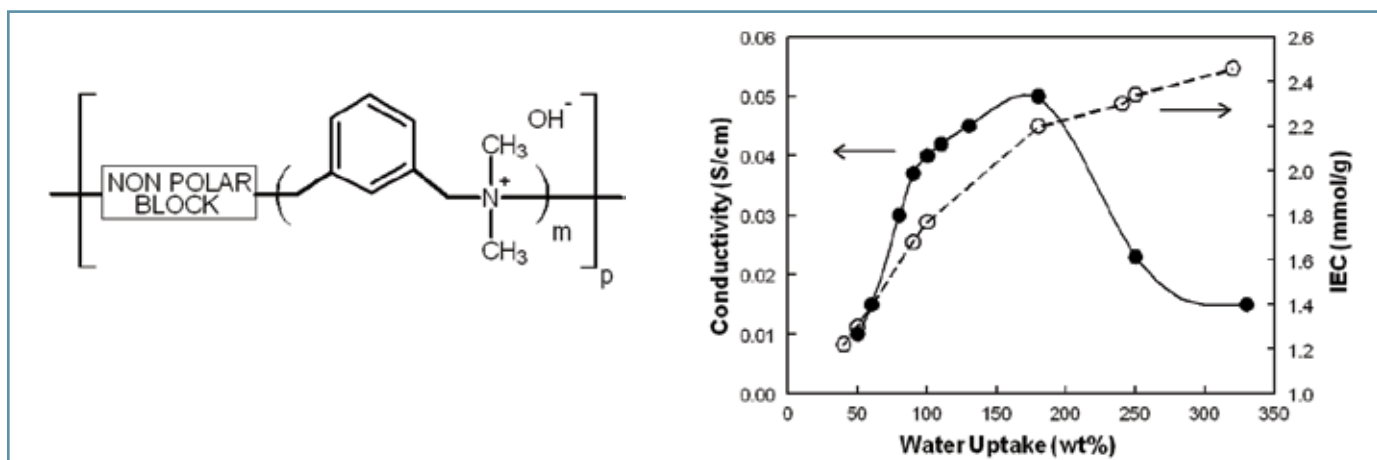 NON POLAR
BLOCK
CH₃
N⁺
CH₃
OH⁻
m
p
Conductivity (S/cm)
0.06
0.05
0.04
0.03
0.02
0.01
0.00
0
50
100
150
200
250
300
350
Water Uptake (wt%)
2.6
2.4
2.2
2.0
1.8
1.6
1.4
1.2
1.0
IEC (mmol/g)